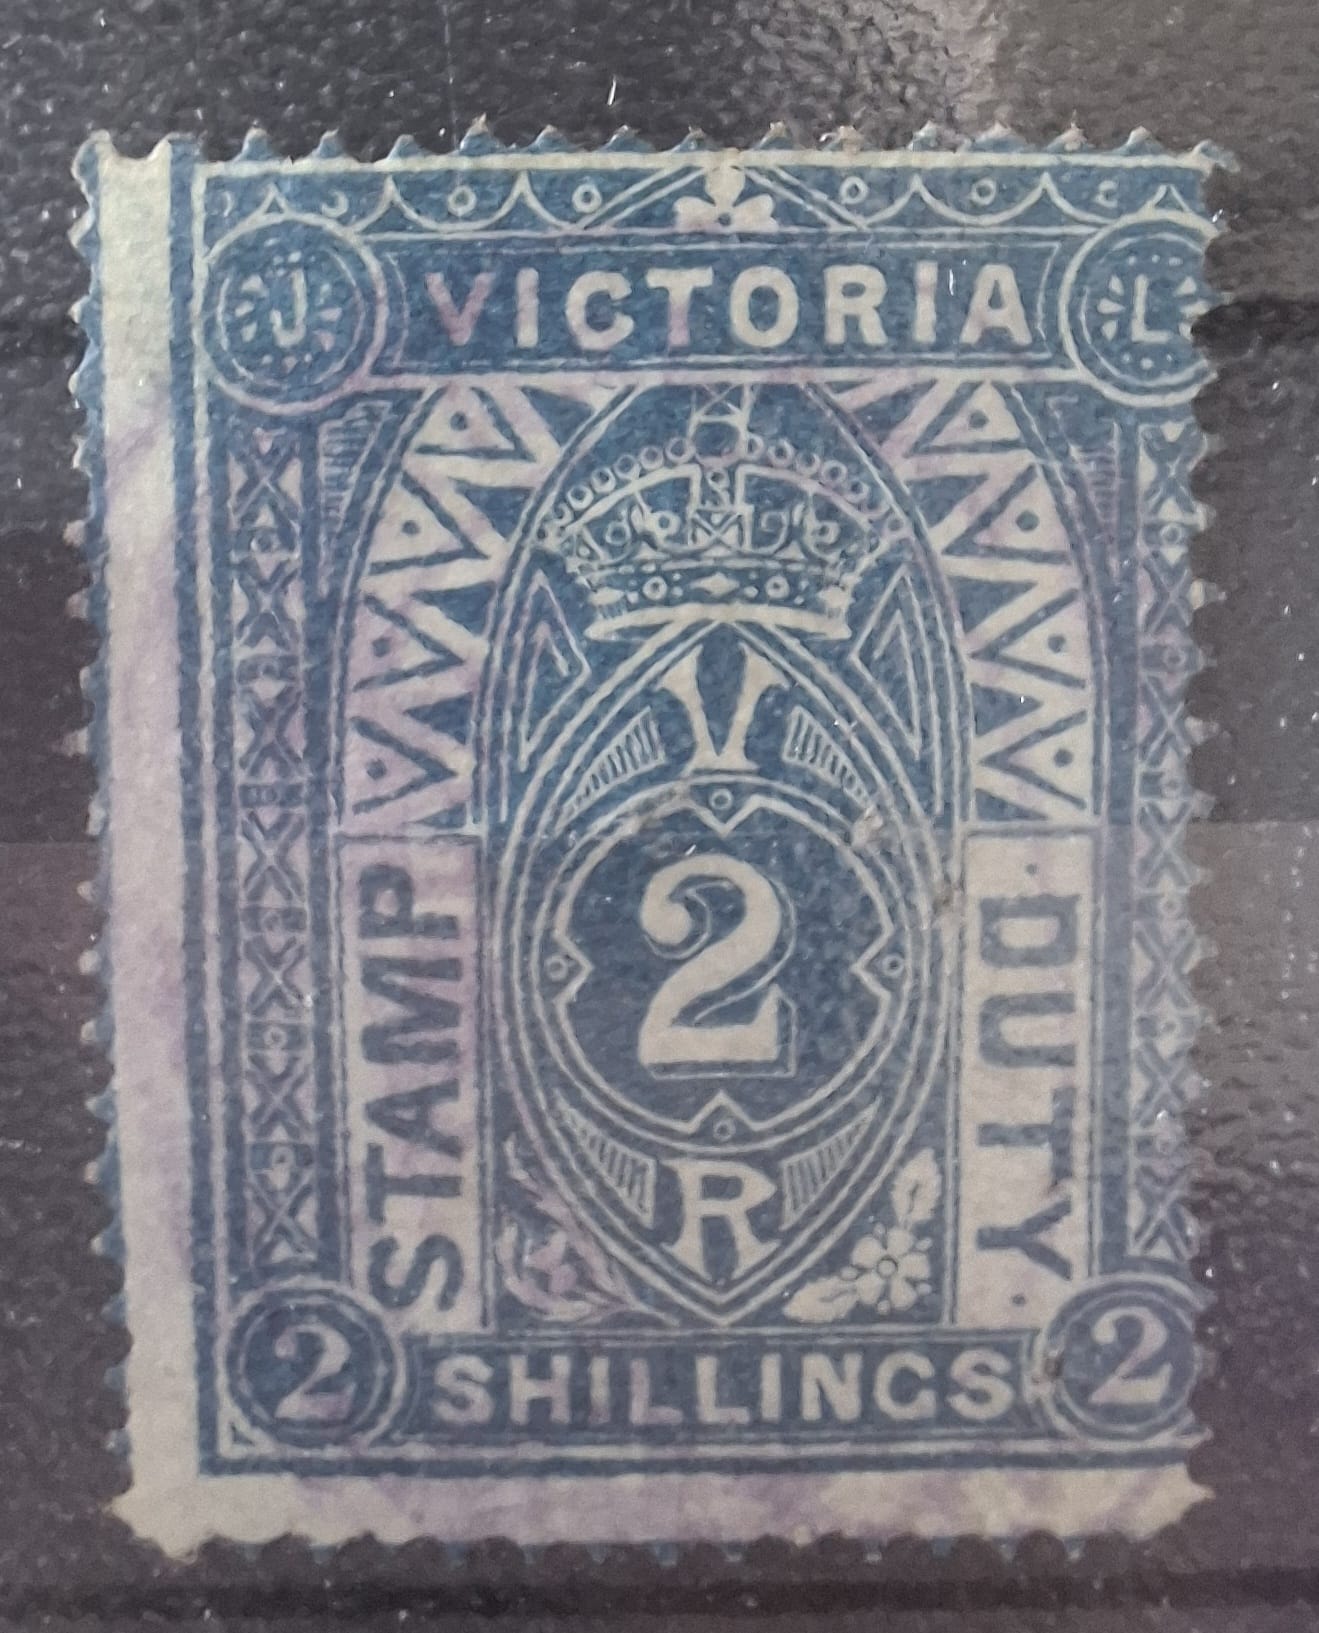 J VICTORIA L
V
2
R
STAMP
DUTY
2 SHILLINGS 2